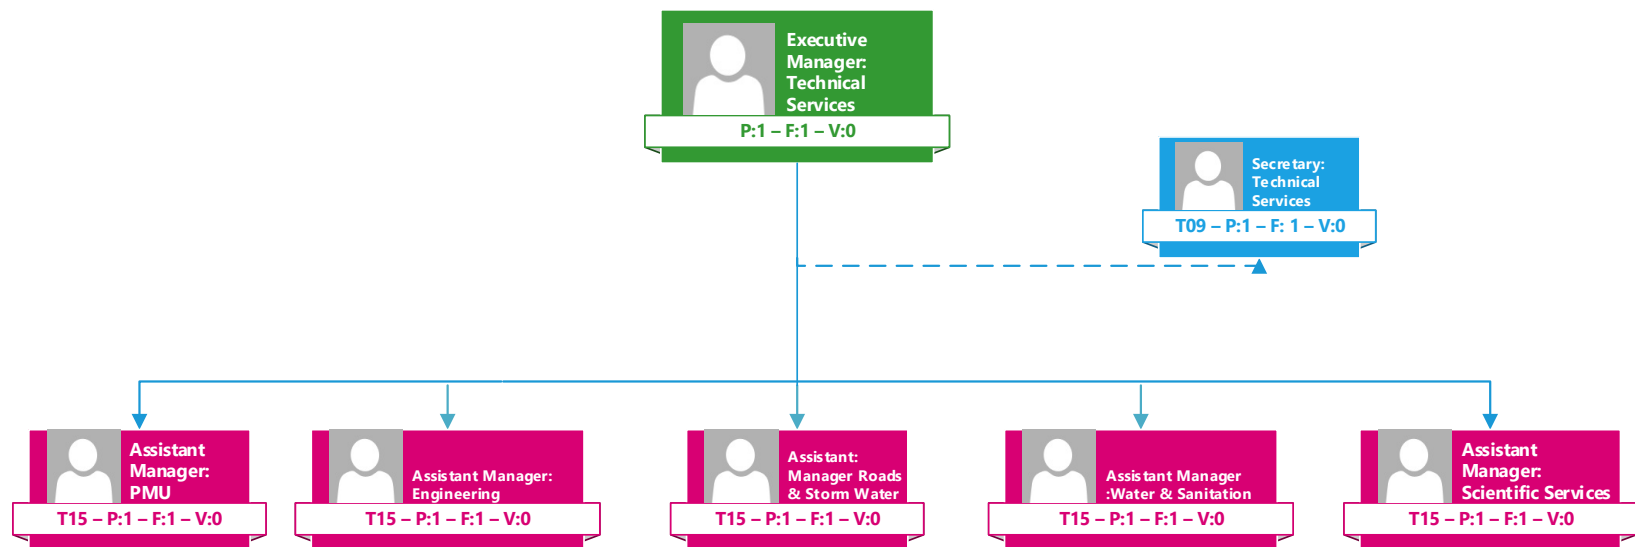 Executive
Manager:
Technical
Services
P:1 – F:1 – V:0
Secretary:
Technical
Services
T09 – P:1 – F: 1 – V:0
Assistant
Manager:
PMU
T15 – P:1 – F:1 – V:0
Assistant Manager:
Engineering
T15 – P:1 – F:1 – V:0
Assistant:
Manager Roads
& Storm Water
T15 – P:1 – F:1 – V:0
Assistant Manager
:Water & Sanitation
T15 – P:1 – F:1 – V:0
Assistant
Manager:
Scientific Services
T15 – P:1 – F:1 – V:0